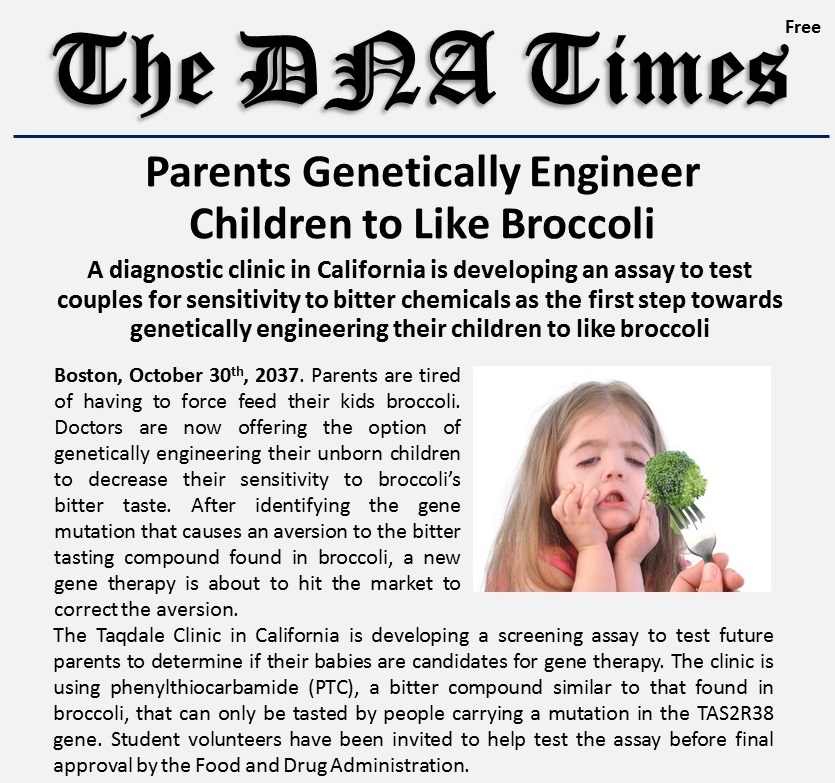 Free
The DNA Times
Parents Genetically Engineer
Children to Like Broccoli
A diagnostic clinic in California is developing an assay to test
couples for sensitivity to bitter chemicals as the first step towards
genetically engineering their children to like broccoli
Boston, October 30th, 2037. Parents are tired
of having to force feed their kids broccoli.
Doctors are now offering the option of
genetically engineering their unborn children
to decrease their sensitivity to broccoli’s
bitter taste. After identifying the gene
mutation that causes an aversion to the bitter
tasting compound found in broccoli, a new
gene therapy is about to hit the market to
correct the aversion.
The Taqdale Clinic in California is developing a screening assay to test future
parents to determine if their babies are candidates for gene therapy. The clinic is
using phenylthiocarbamide (PTC), a bitter compound similar to that found in
broccoli, that can only be tasted by people carrying a mutation in the TAS2R38
gene. Student volunteers have been invited to help test the assay before final
approval by the Food and Drug Administration.